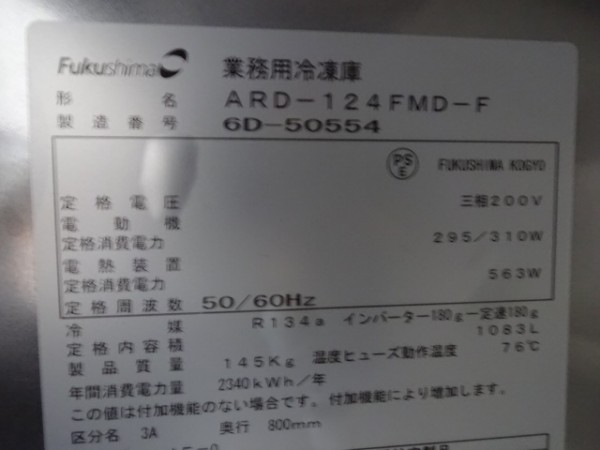 Fukushima 業務用冷凍庫
形名 ARD-124FMD-F
製造番号 6D-50554
PS E FUKUSHIMA KOGYO
定格電圧 三相200V
電動機
定格消費電力 295/310W
電熱装置
定格消費電力 563W
定格周波数 50/60Hz
冷媒 R134a インバーター180g-定速180g
定格内容積 1083L
製品質量 145Kg 温度ヒューズ動作温度 76℃
年間消費電力量 2340kWh/年
この値は付加機能のない場合です。付加機能により増加します。
区分名 3A 奥行 800mm